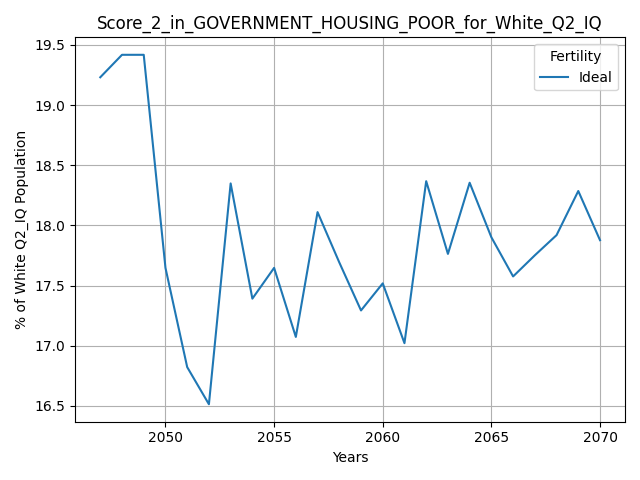 Score_2_in_GOVERNMENT_HOUSING_POOR_for_White_Q2_IQ
Fertility
Ideal
% of White Q2_IQ Population
19.5
19.0
18.5
18.0
17.5
17.0
16.5
2050 2055 2060 2065 2070
Years